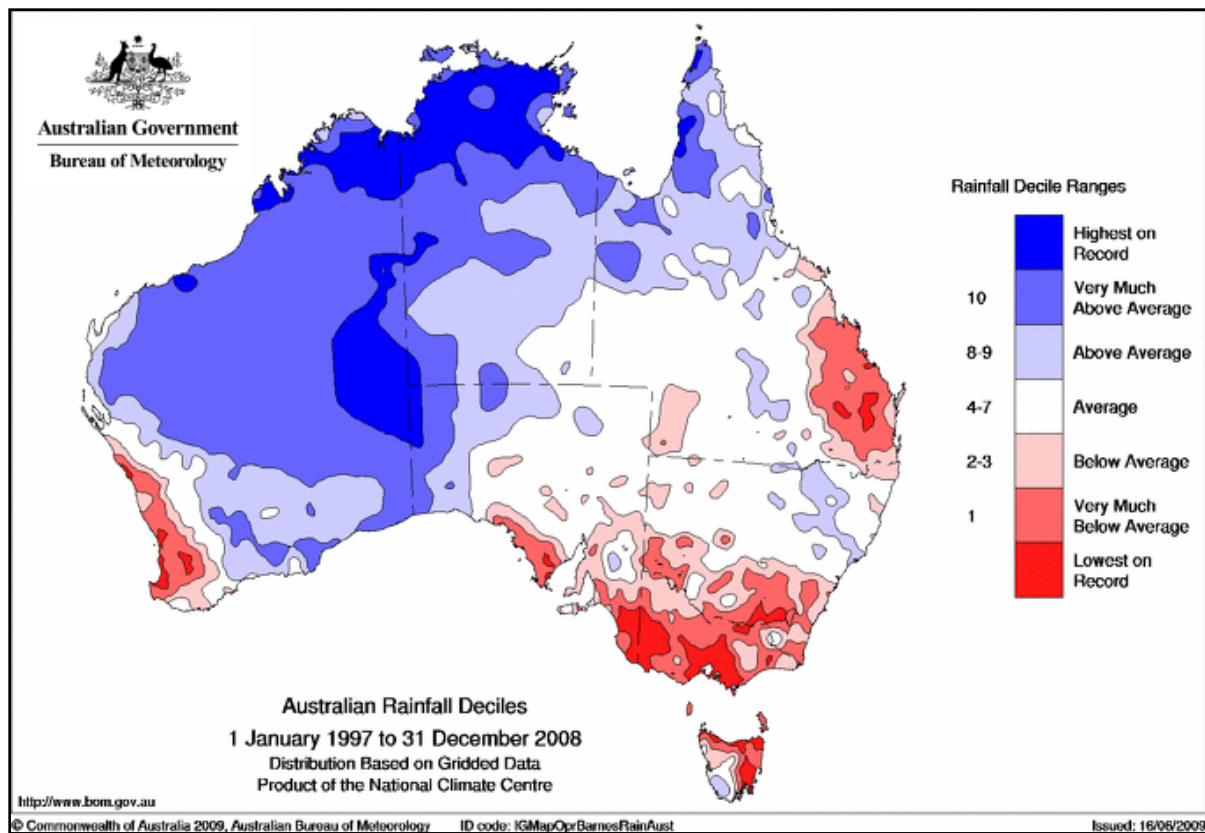 Australian Government
Bureau of Meteorology
Rainfall Decile Ranges
Highest on
Record
10
Very Much
Above Average
8-9
Above Average
4-7
Average
2-3
Below Average
1
Very Much
Below Average
Lowest on
Record
Australian Rainfall Deciles
1 January 1997 to 31 December 2008
Distribution Based on Gridded Data
Product of the National Climate Centre
http://www.bom.gov.au
© Commonwealth of Australia 2009, Australian Bureau of Meteorology ID code: IGMapOprBarnesRainAust Issued: 16/06/2009